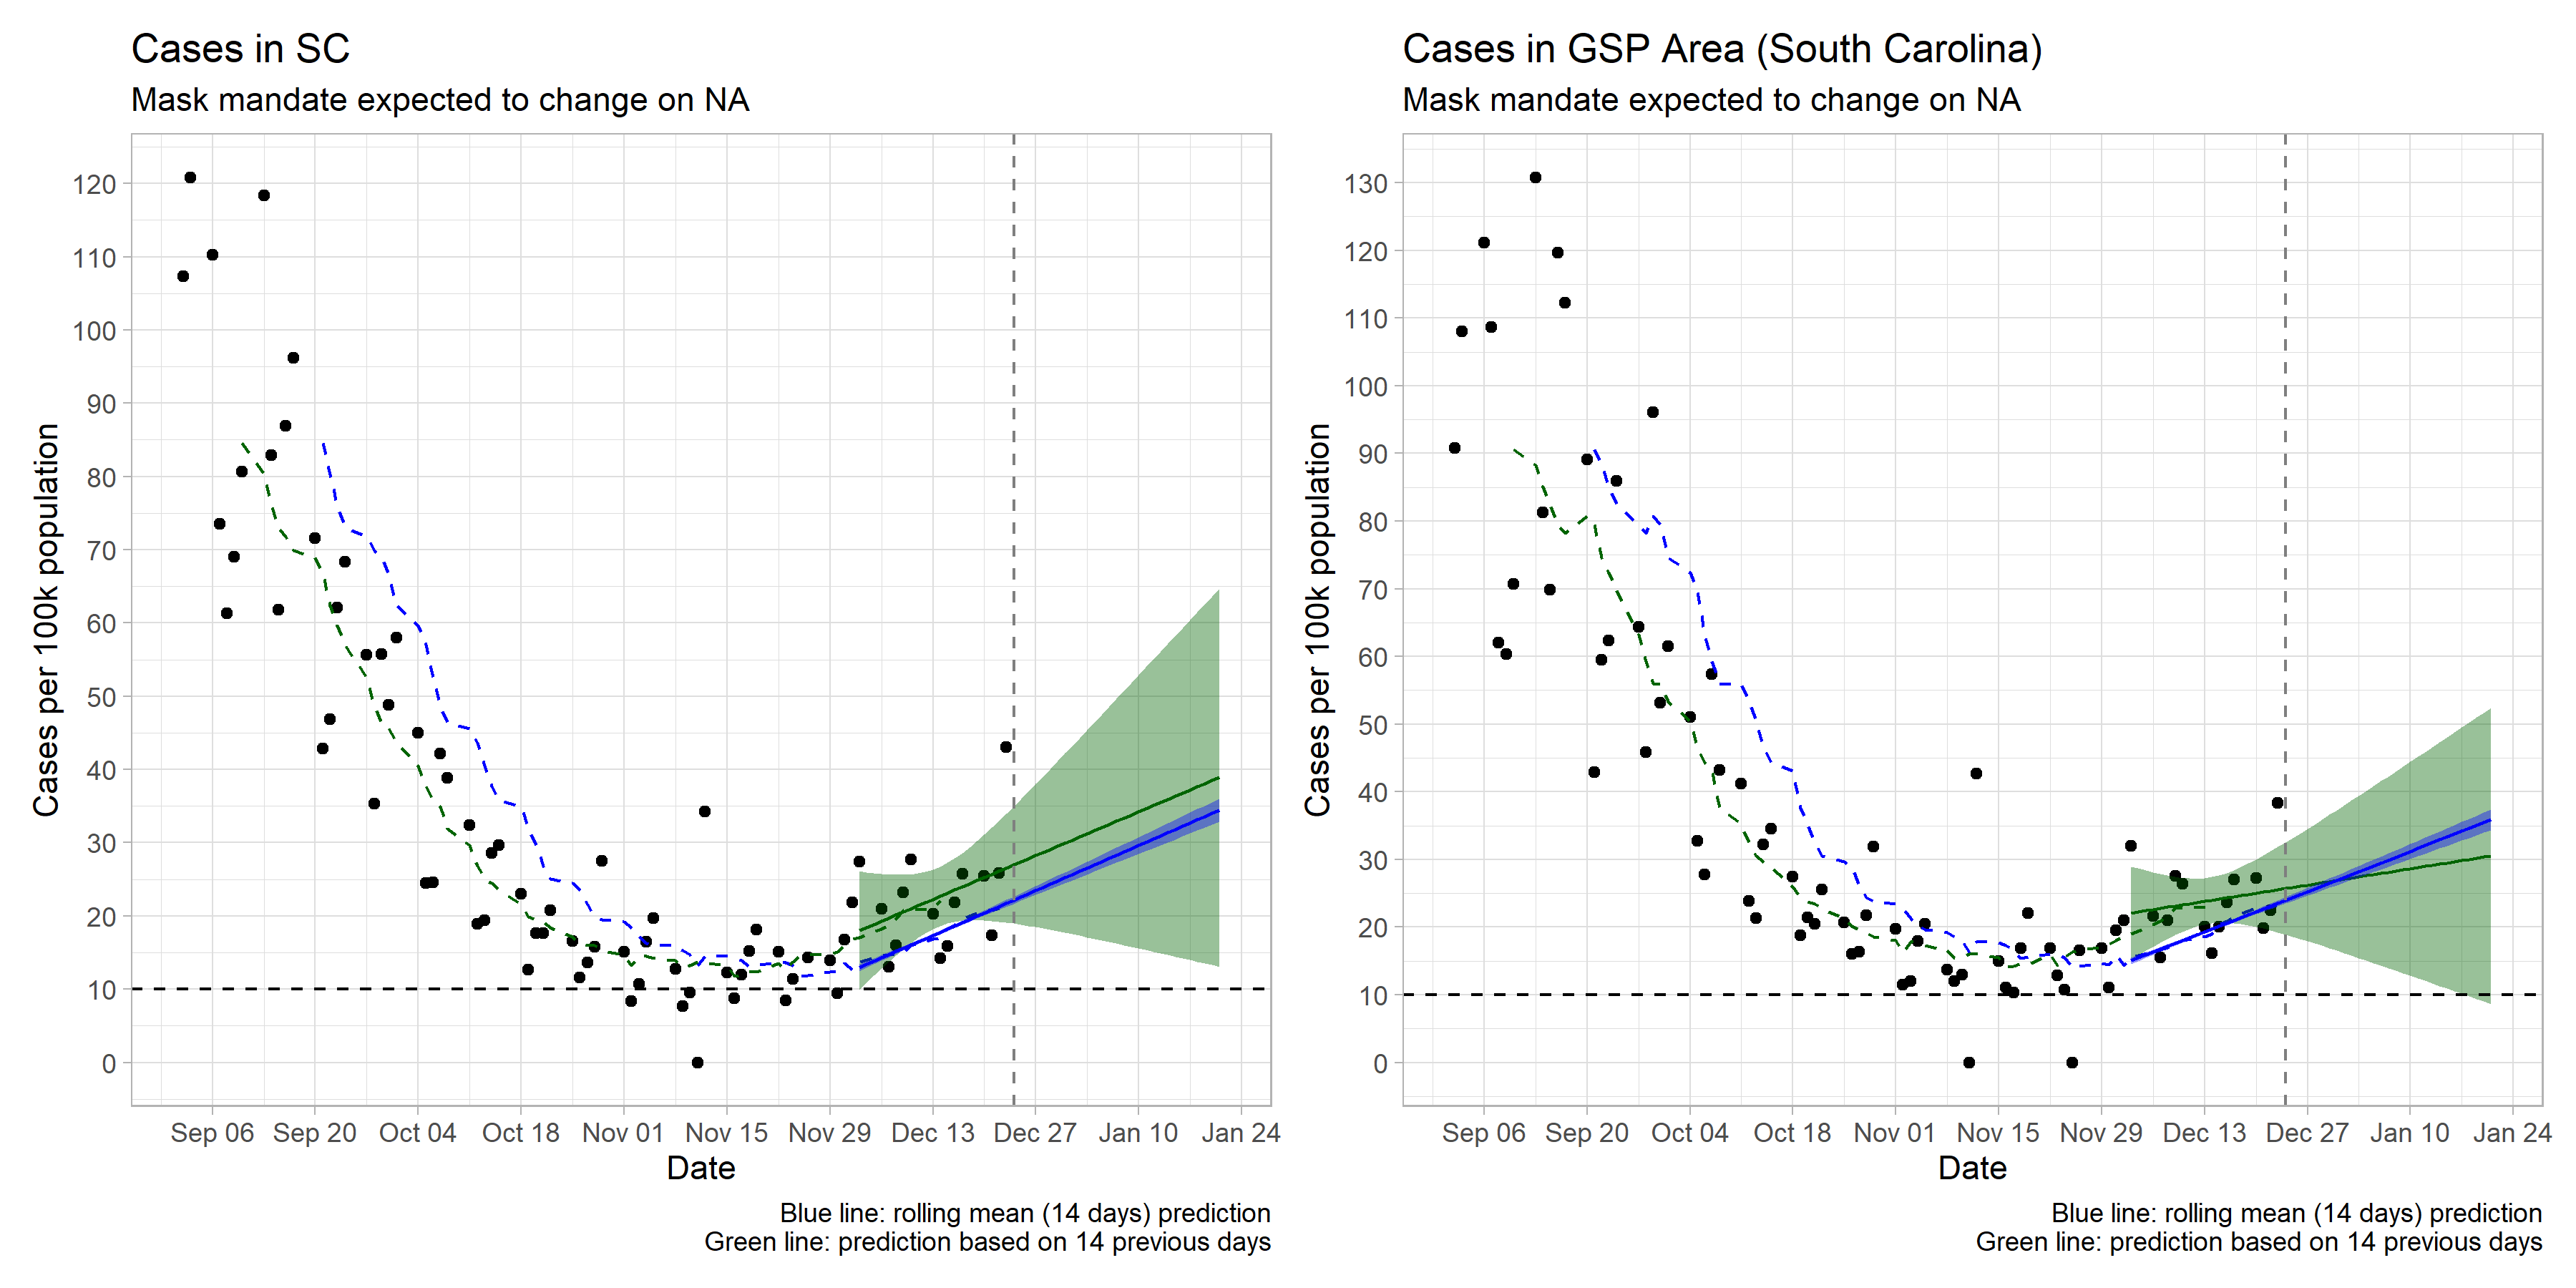 Cases in SC
Mask mandate expected to change on NA
Cases per 100k population
120
110
100
90
80
70
60
50
40
30
20
10
0
Sep 06 Sep 20 Oct 04 Oct 18 Nov 01 Nov 15 Nov 29 Dec 13 Dec 27 Jan 10 Jan 24
Date
Blue line: rolling mean (14 days) prediction
Green line: prediction based on 14 previous days
Cases in GSP Area (South Carolina)
Mask mandate expected to change on NA
Cases per 100k population
130
120
110
100
90
80
70
60
50
40
30
20
10
0
Sep 06 Sep 20 Oct 04 Oct 18 Nov 01 Nov 15 Nov 29 Dec 13 Dec 27 Jan 10 Jan 24
Date
Blue line: rolling mean (14 days) prediction
Green line: prediction based on 14 previous days